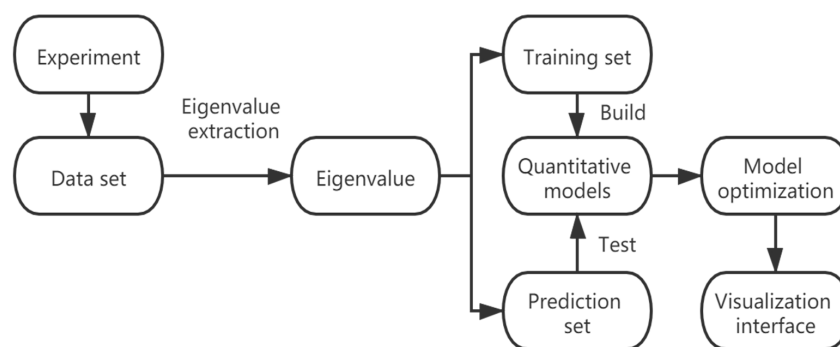 Experiment
Data set
Eigenvalue
extraction
Eigenvalue
Training set
Build
Quantitative
models
Test
Prediction
set
Model
optimization
Visualization
interface